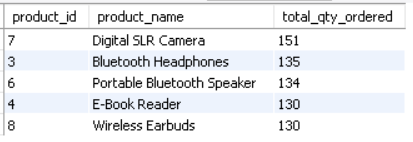 product_id product_name total_qty_ordered
7 Digital SLR Camera 151
3 Bluetooth Headphones 135
6 Portable Bluetooth Speaker 134
4 E-Book Reader 130
8 Wireless Earbuds 130